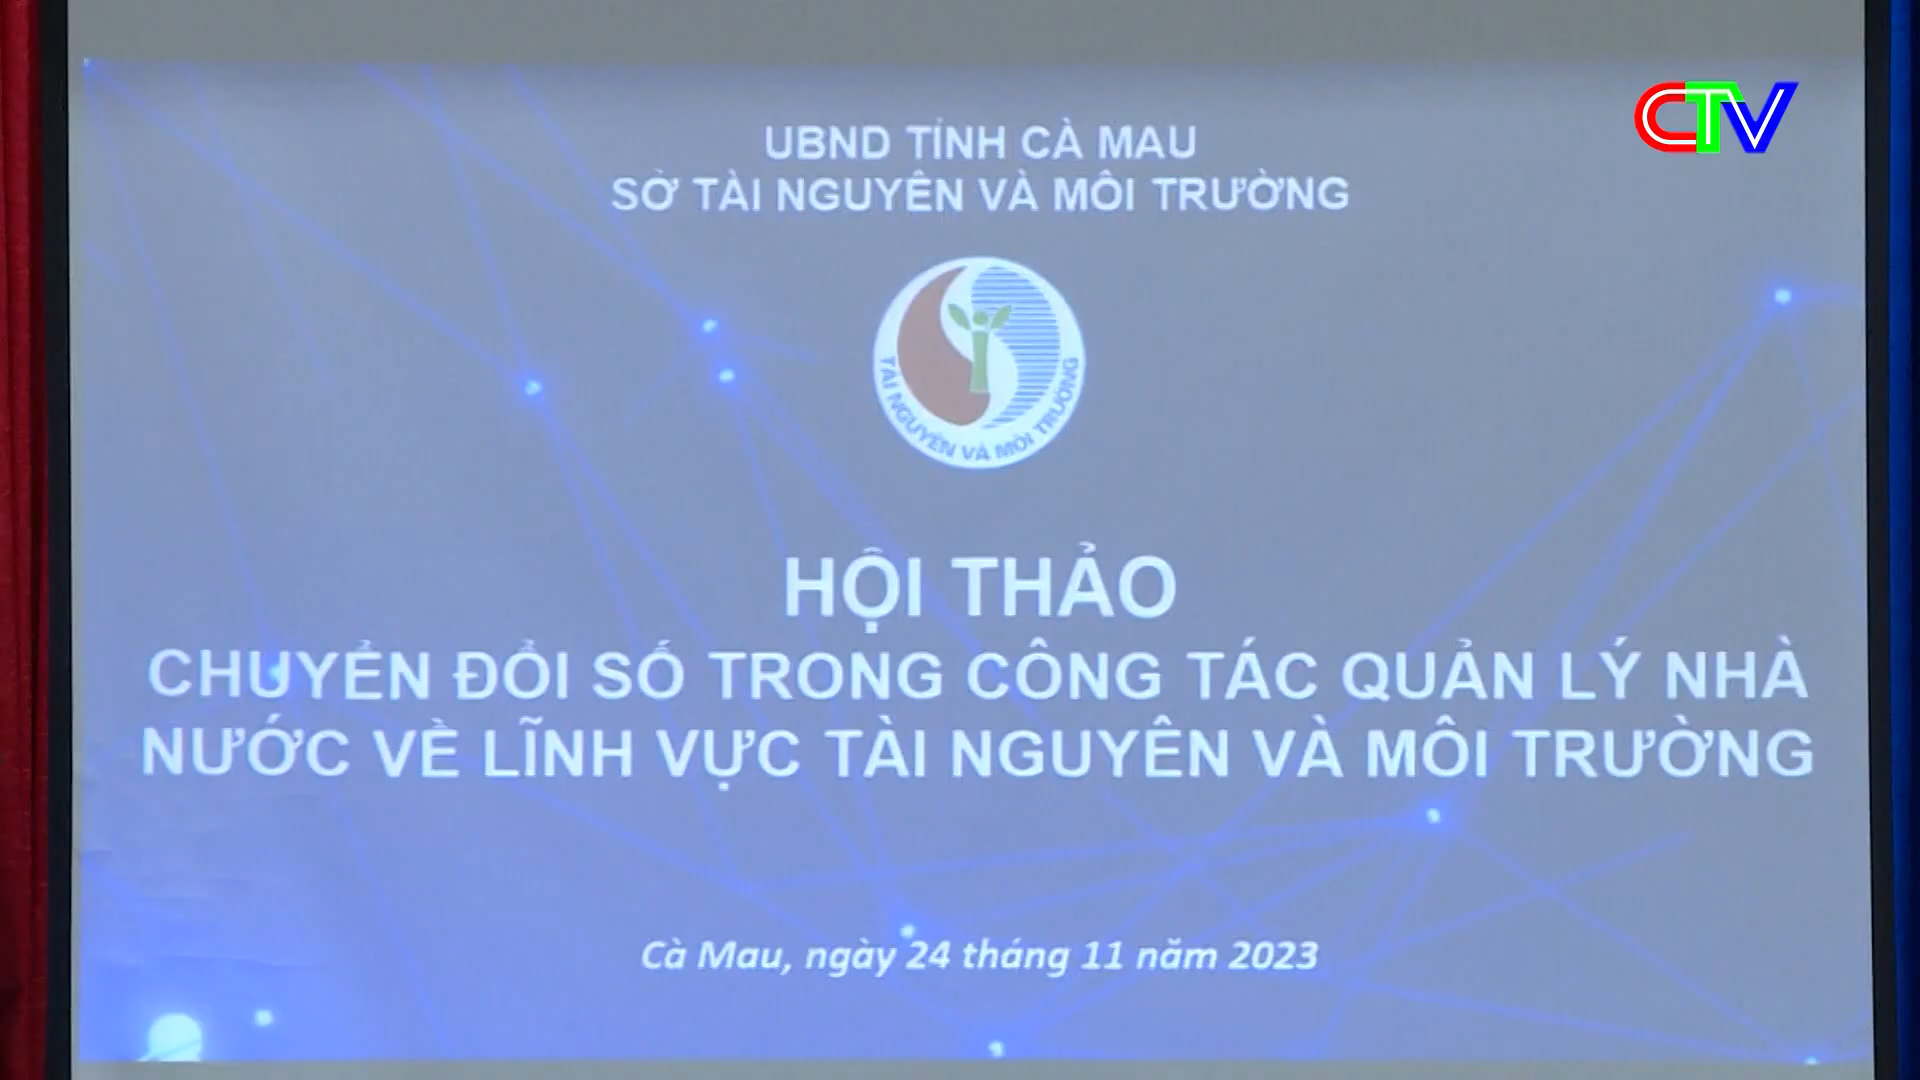 CTV
UBND TỈNH CÀ MAU
SỞ TÀI NGUYÊN VÀ MÔI TRƯỜNG
TÀI NGUYÊN VÀ MÔI TRƯỜNG
HỘI THẢO
CHUYỂN ĐỔI SỐ TRONG CÔNG TÁC QUẢN LÝ NHÀ
NƯỚC VỀ LĨNH VỰC TÀI NGUYÊN VÀ MÔI TRƯỜNG
Cà Mau, ngày 24 tháng 11 năm 2023